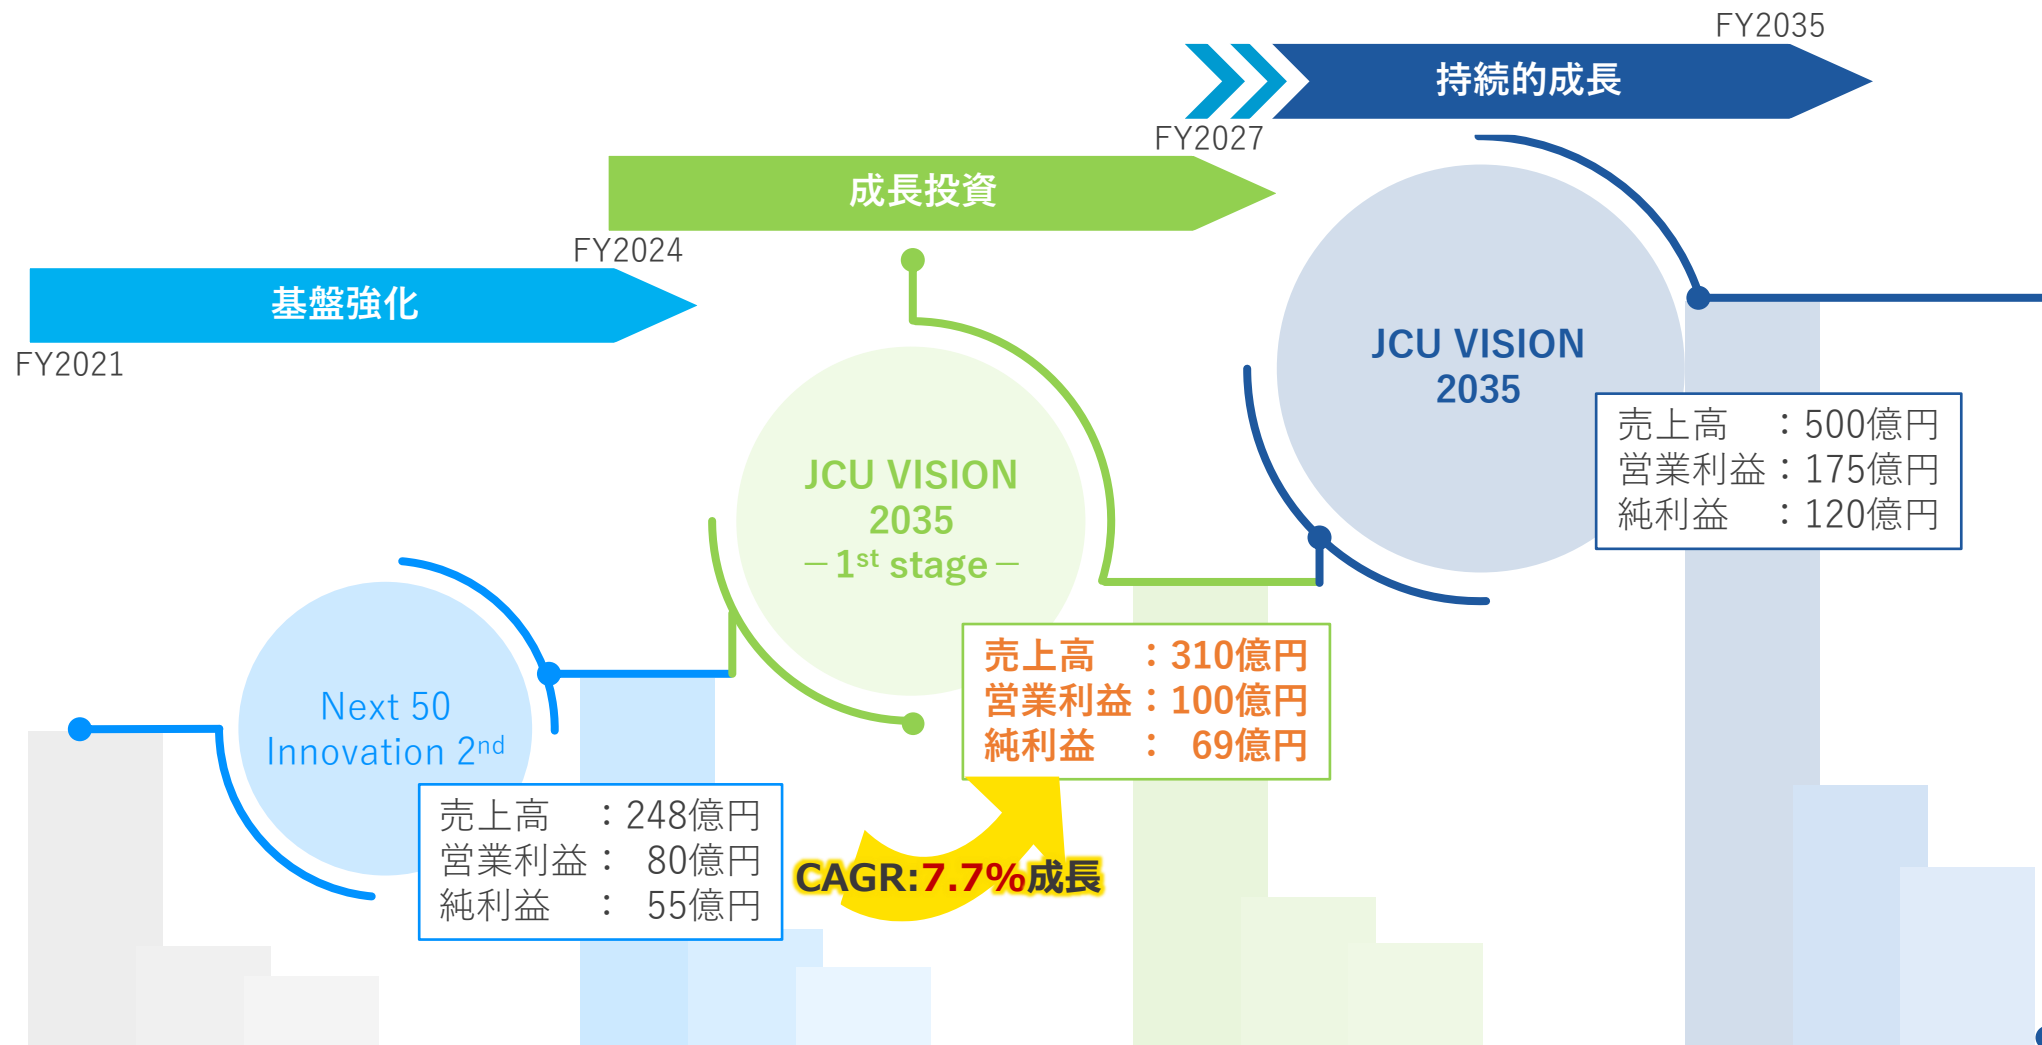 FY2035
持続的成長
FY2027
成長投資
FY2024
基盤強化
FY2021
JCU VISION
2035
売上高 ：500億円
営業利益：175億円
純利益 ：120億円
JCU VISION
2035
－1st stage－
売上高 ：310億円
営業利益：100億円
純利益 ： 69億円
Next 50
Innovation 2nd
売上高 ：248億円
営業利益： 80億円
純利益 ： 55億円
CAGR:7.7%成長